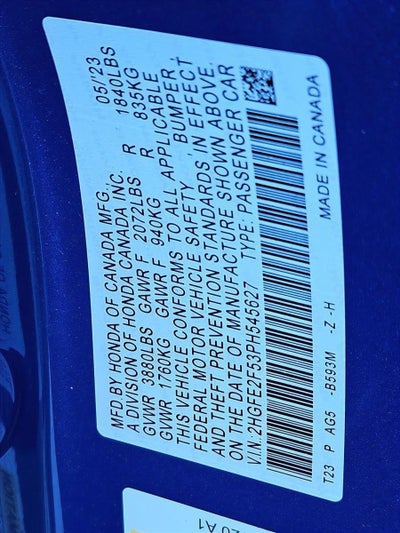 MFD BY HONDA OF CANADA MFG. 05/23
A DIVISION OF HONDA CANADA INC.
GVWR 3880LBS GAWR F 2072LBS R 1840LBS
GVWR 1760KG GAWR F 940KG R 835KG
THIS VEHICLE CONFORMS TO ALL APPLICABLE
FEDERAL MOTOR VEHICLE SAFETY BUMPER,
AND THEFT PREVENTION STANDARDS IN EFFECT
ON THE DATE OF MANUFACTURE SHOWN ABOVE.
V.I.N: 2HGFE2F53PH545627 TYPE: PASSENGER CAR
T23 P AG5 -B593M -Z -H MADE IN CANADA
A1